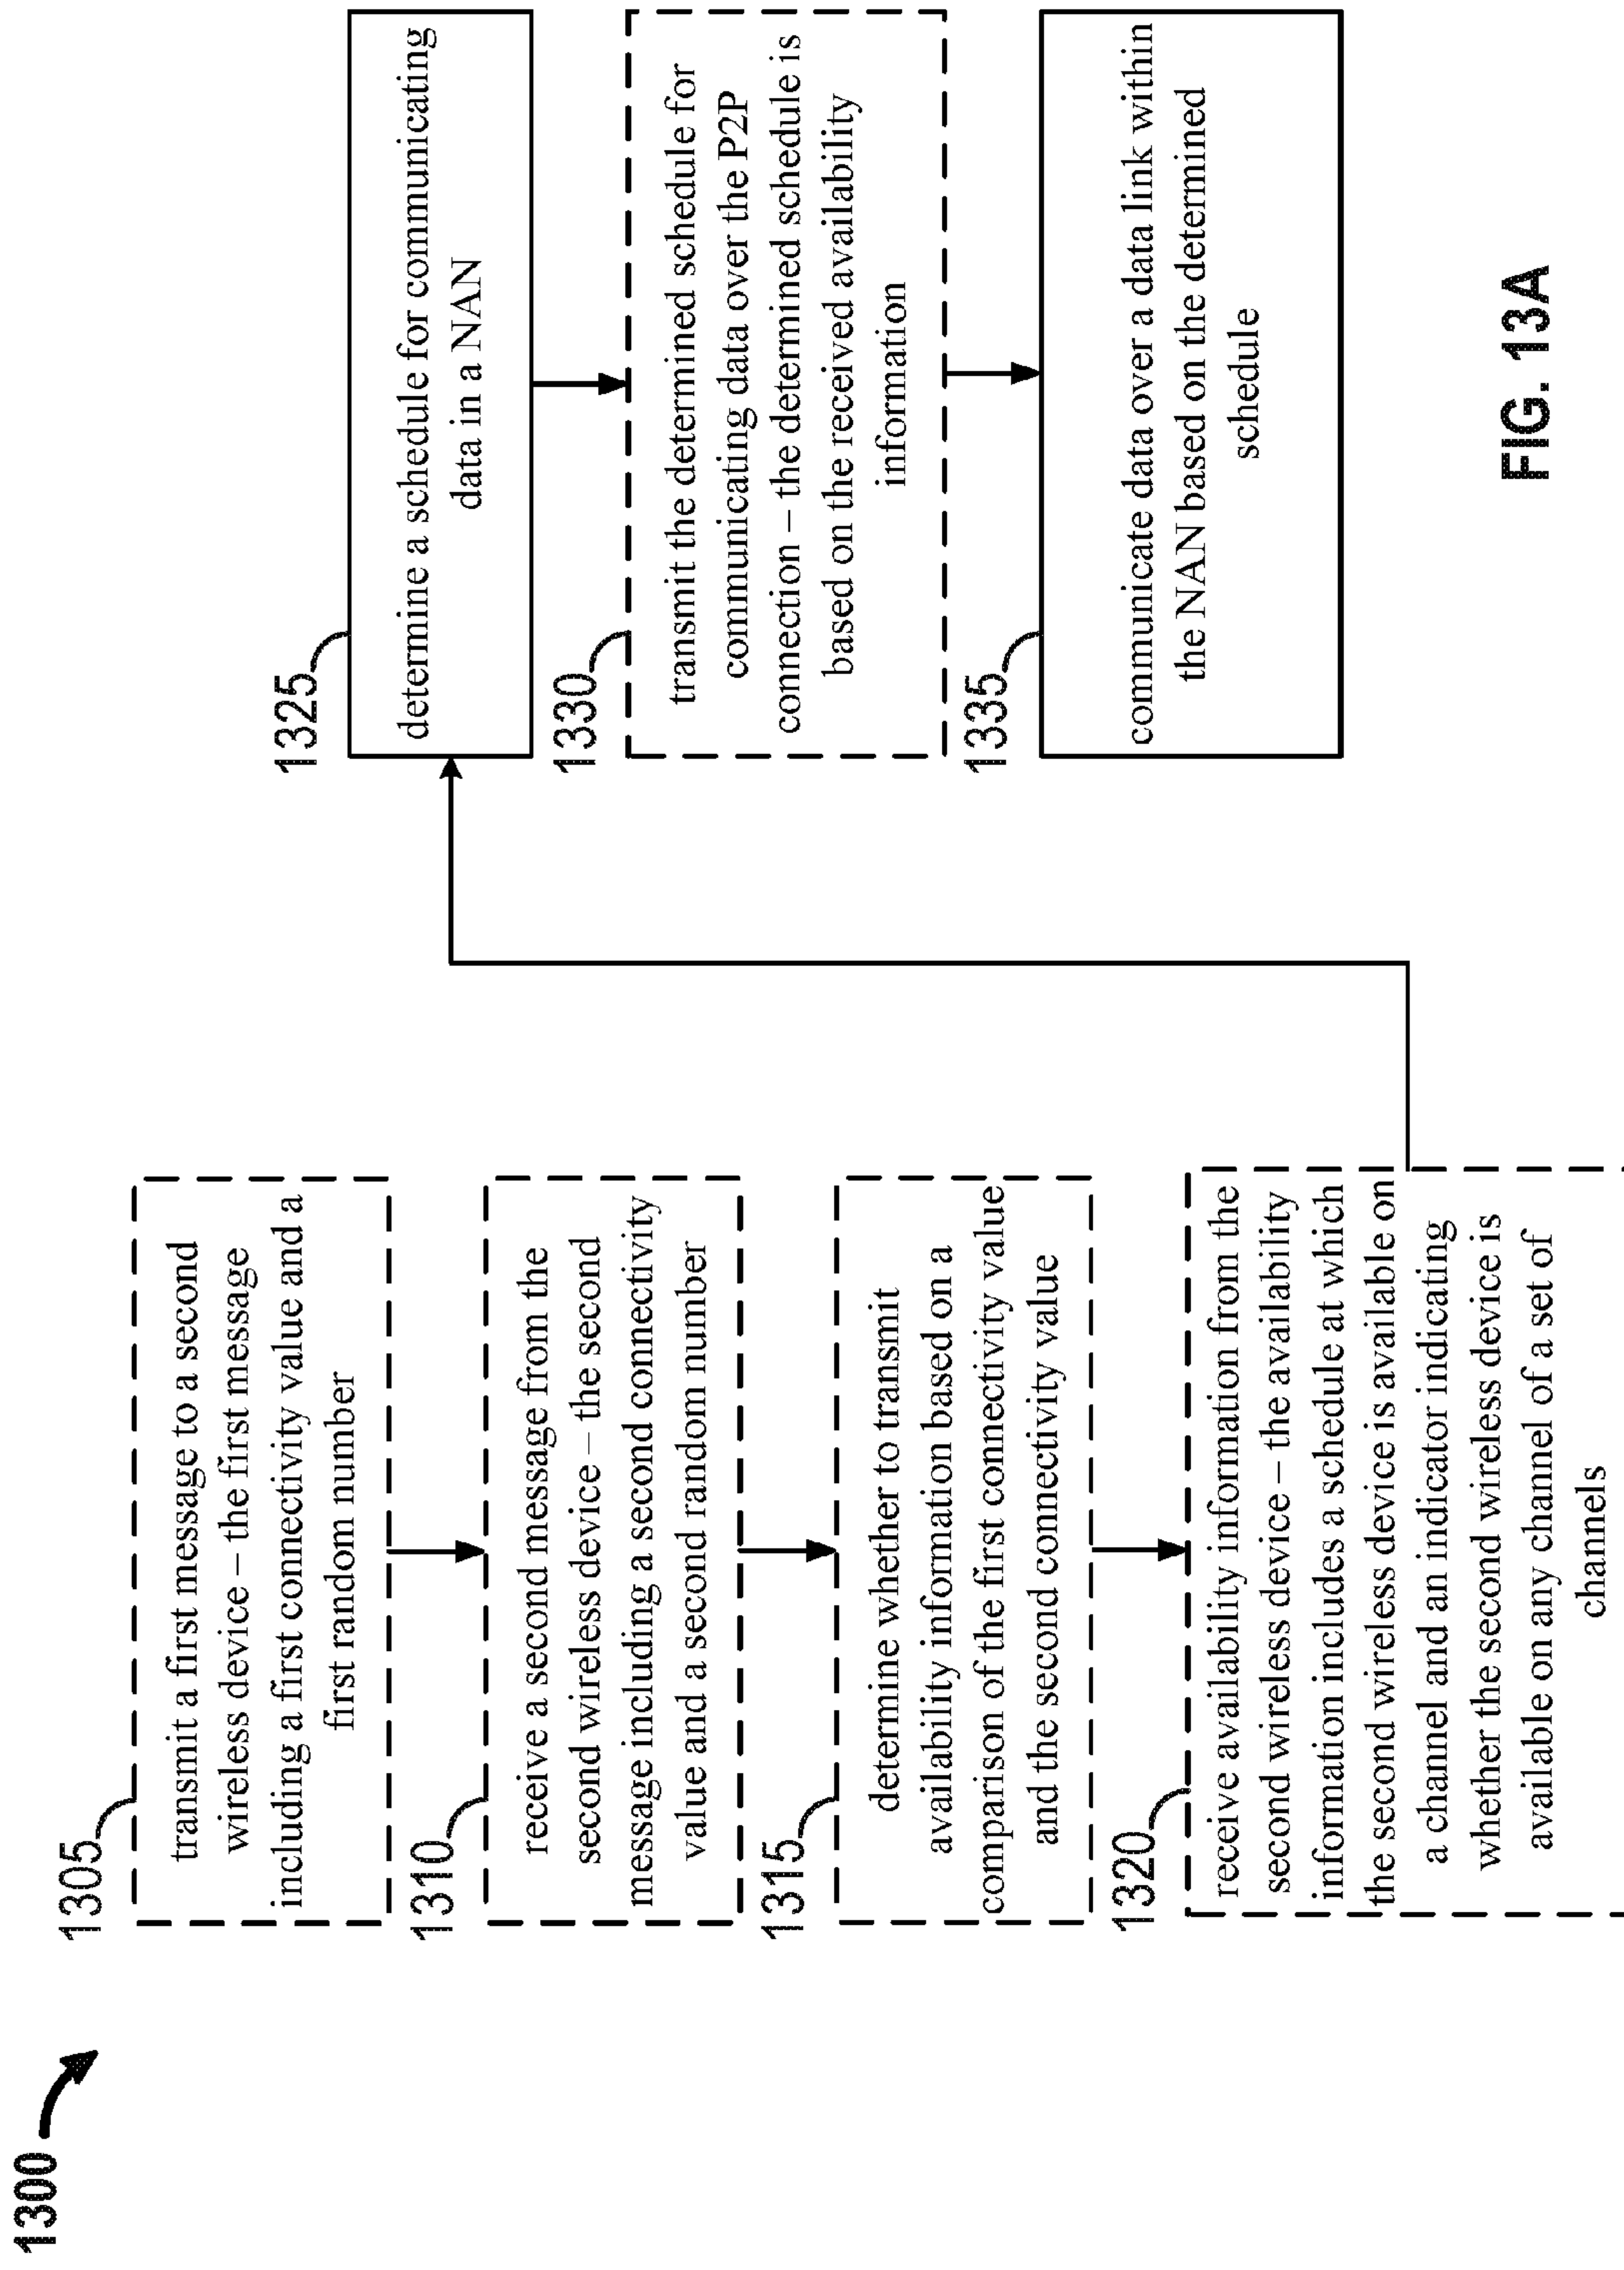 1300
1305
transmit a first message to a second
wireless device – the first message
including a first connectivity value and a
first random number
1310
receive a second message from the
second wireless device – the second
message including a second connectivity
value and a second random number
1315
determine whether to transmit
availability information based on a
comparison of the first connectivity value
and the second connectivity value
1320
receive availability information from the
second wireless device – the availability
information includes a schedule at which
the second wireless device is available on
a channel and an indicator indicating
whether the second wireless device is
available on any channel of a set of
channels
1325
determine a schedule for communicating
data in a NAN
1330
transmit the determined schedule for
communicating data over the P2P
connection – the determined schedule is
based on the received availability
information
1335
communicate data over a data link within
the NAN based on the determined
schedule
FIG. 13A